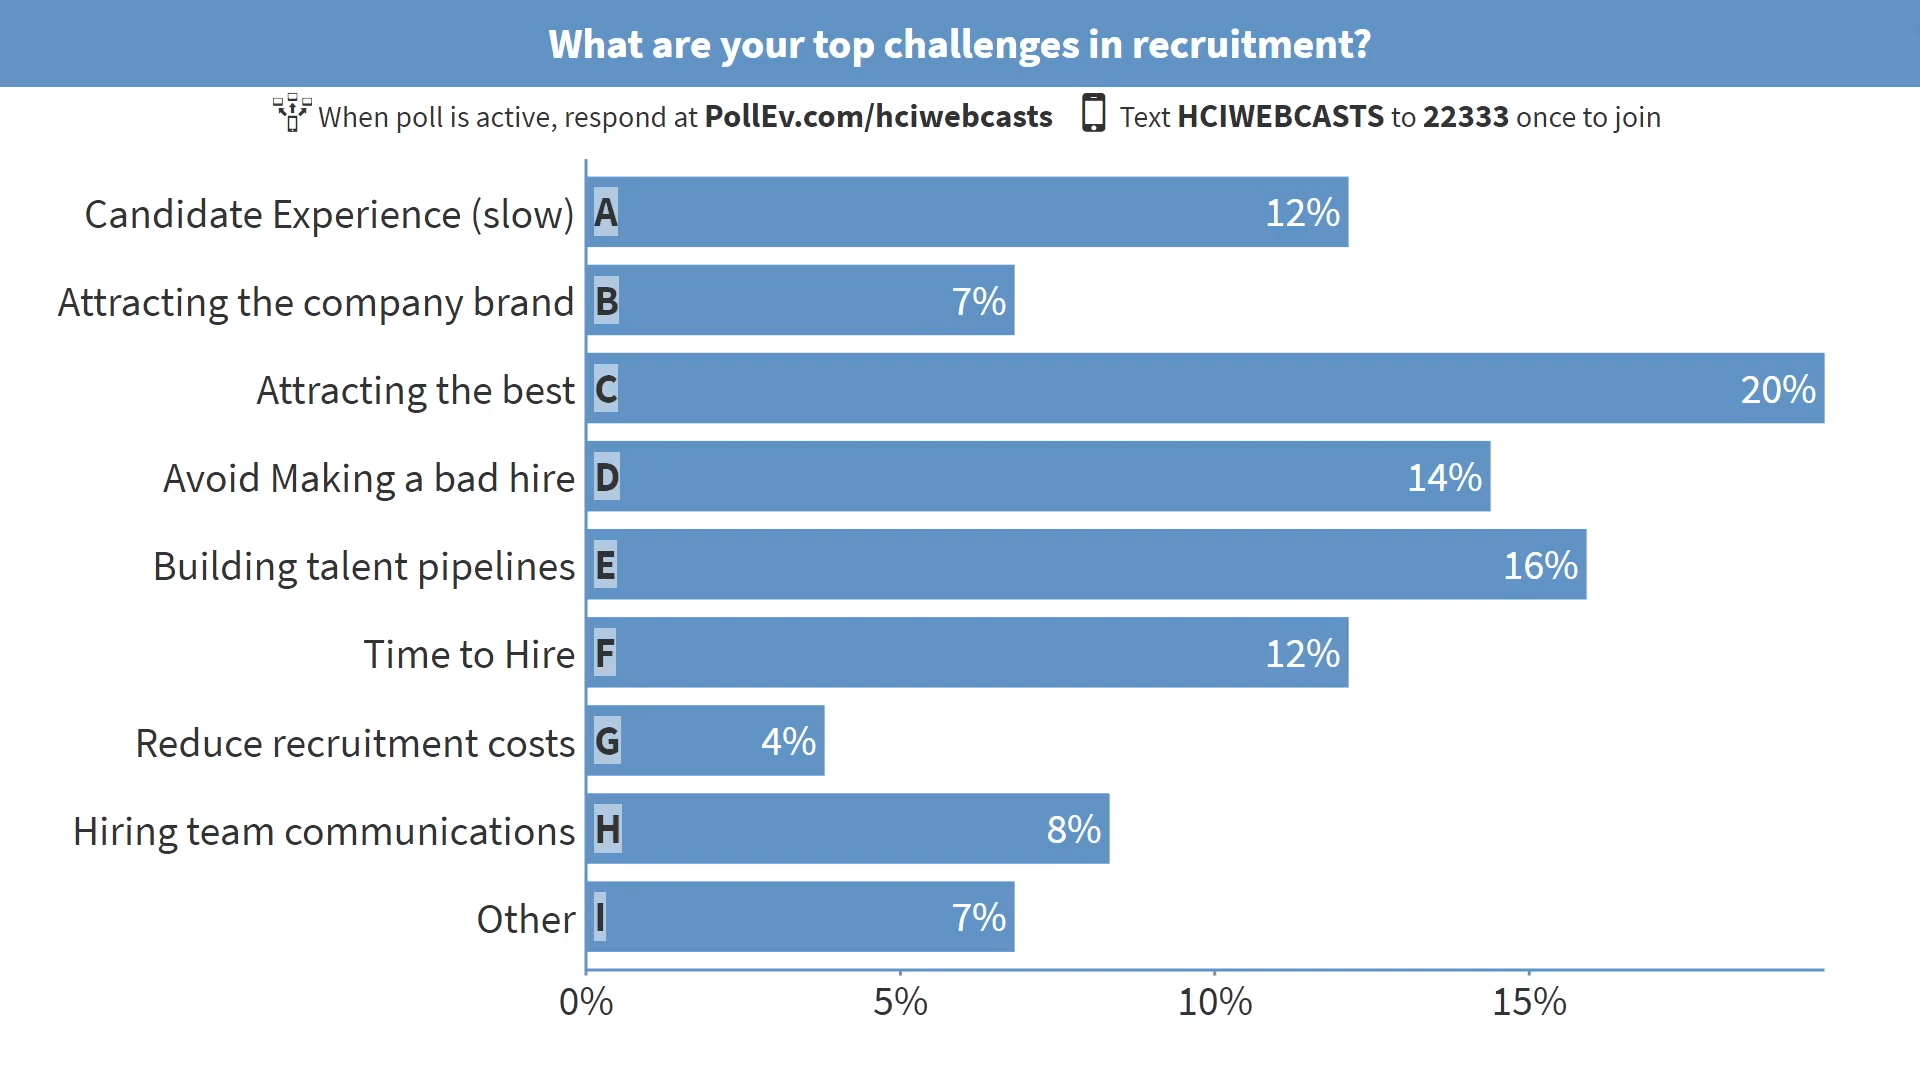 What are your top challenges in recruitment?
When poll is active, respond at PollEv.com/hciwebcasts Text HCIWEBCASTS to 22333 once to join
Candidate Experience (slow) A 12%
Attracting the company brand B 7%
Attracting the best C 20%
Avoid Making a bad hire D 14%
Building talent pipelines E 16%
Time to Hire F 12%
Reduce recruitment costs G 4%
Hiring team communications H 8%
Other I 7%
0% 5% 10% 15%